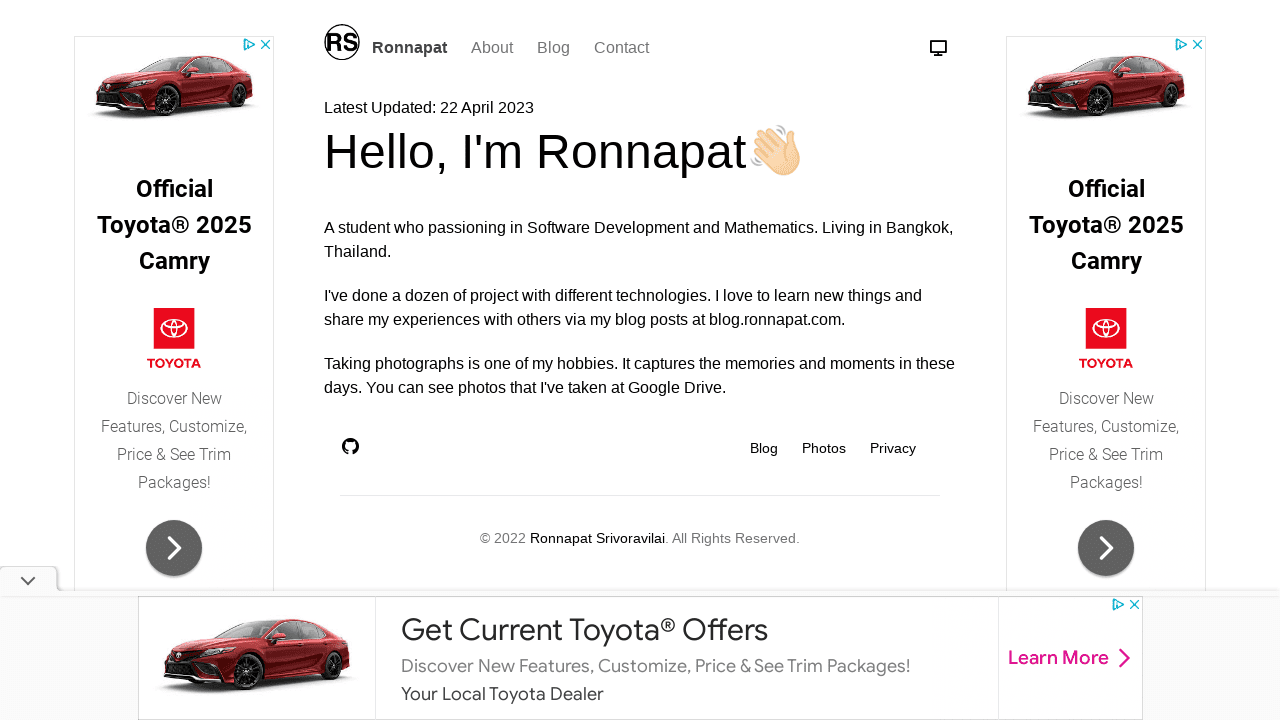 RS Ronnapat About Blog Contact
Latest Updated: 22 April 2023
Hello, I'm Ronnapat
A student who passioning in Software Development and Mathematics. Living in Bangkok,
Thailand.
I've done a dozen of project with different technologies. I love to learn new things and
share my experiences with others via my blog posts at blog.ronnapat.com.
Taking photographs is one of my hobbies. It captures the memories and moments in these
days. You can see photos that I've taken at Google Drive.
Blog Photos Privacy
© 2022 Ronnapat Srivoravilai. All Rights Reserved.
Official
Toyota® 2025
Camry
TOYOTA
Discover New
Features, Customize,
Price & See Trim
Packages!
Official
Toyota® 2025
Camry
TOYOTA
Discover New
Features, Customize,
Price & See Trim
Packages!
Get Current Toyota® Offers
Discover New Features, Customize, Price & See Trim Packages!
Your Local Toyota Dealer
Learn More